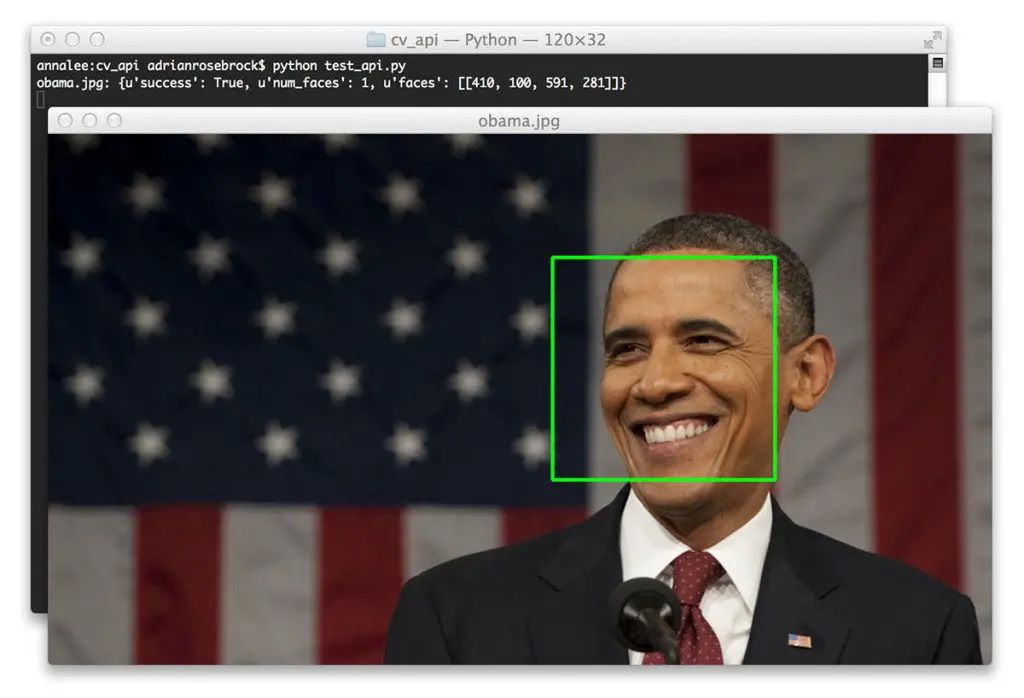 cv_api — Python — 120×32
annalee:cv_api adrianrosebrock$ python test_api.py
obama.jpg: {u'success': True, u'num_faces': 1, u'faces': [[410, 100, 591, 281]]}
obama.jpg